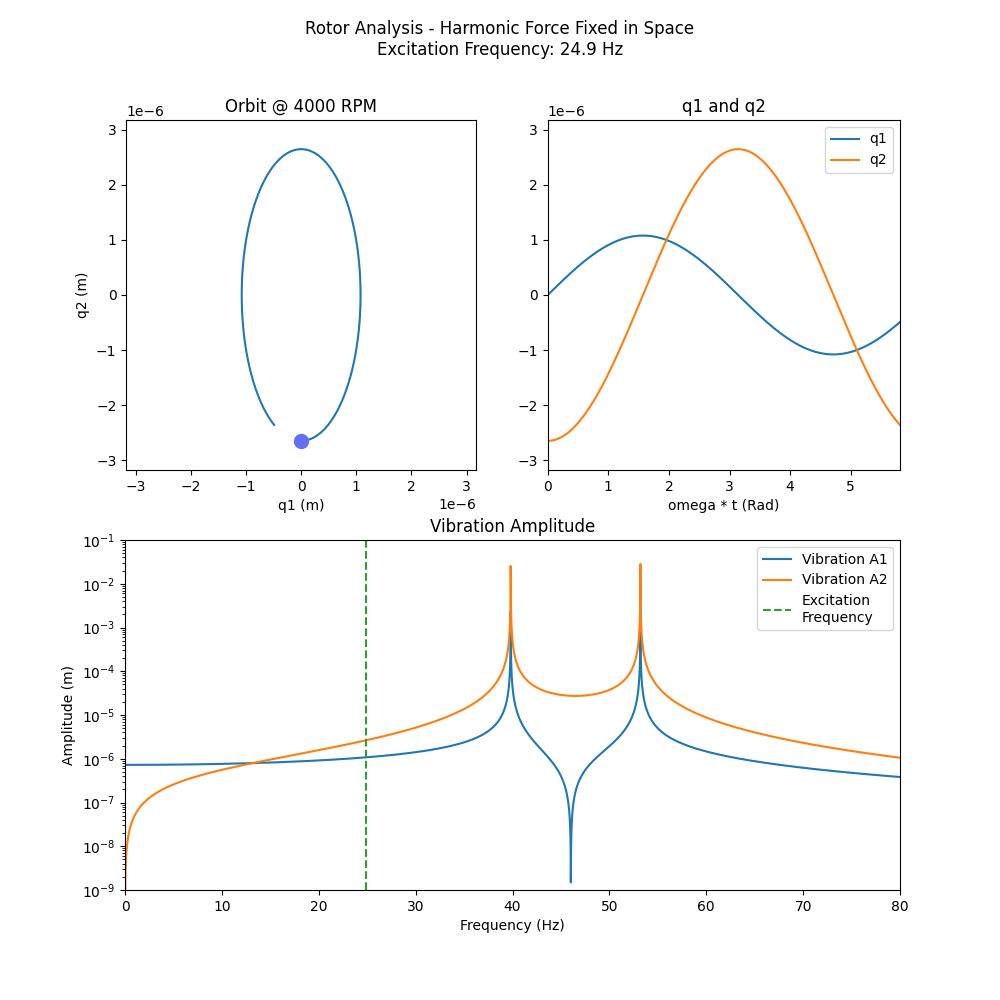 Rotor Analysis - Harmonic Force Fixed in Space
Excitation Frequency: 24.9 Hz
Orbit @ 4000 RPM
1e−6
3
2
1
0
−1
−2
−3
q2 (m)
−3 −2 −1 0 1 2 3
1e−6
q1 (m)
q1 and q2
1e−6
q1
q2
3
2
1
0
−1
−2
−3
0 1 2 3 4 5
omega * t (Rad)
Vibration Amplitude
Vibration A1
Vibration A2
Excitation
Frequency
10⁻¹
10⁻²
10⁻³
10⁻⁴
10⁻⁵
10⁻⁶
10⁻⁷
10⁻⁸
10⁻⁹
Amplitude (m)
0 10 20 30 40 50 60 70 80
Frequency (Hz)